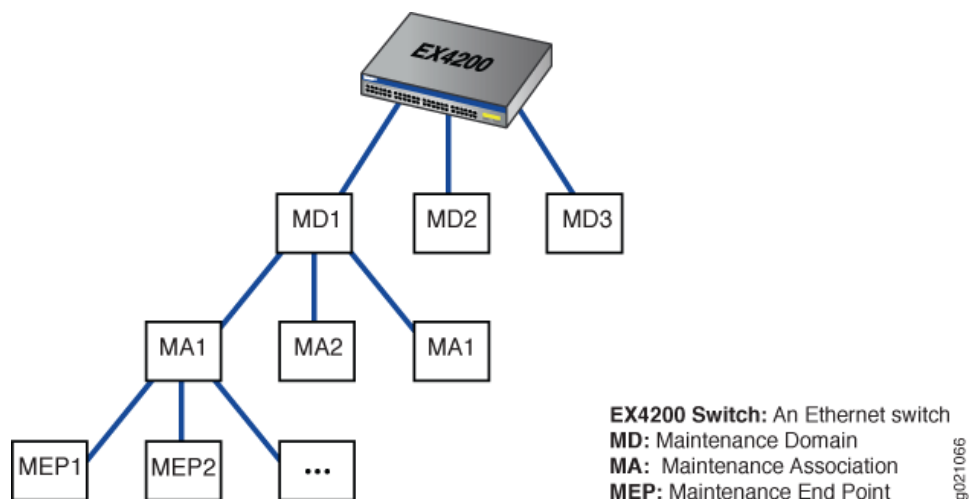 EX4200
MD1
MD2
MD3
MA1
MA2
MA1
MEP1
MEP2
...
EX4200 Switch: An Ethernet switch
MD: Maintenance Domain
MA: Maintenance Association
MEP: Maintenance End Point
g021066